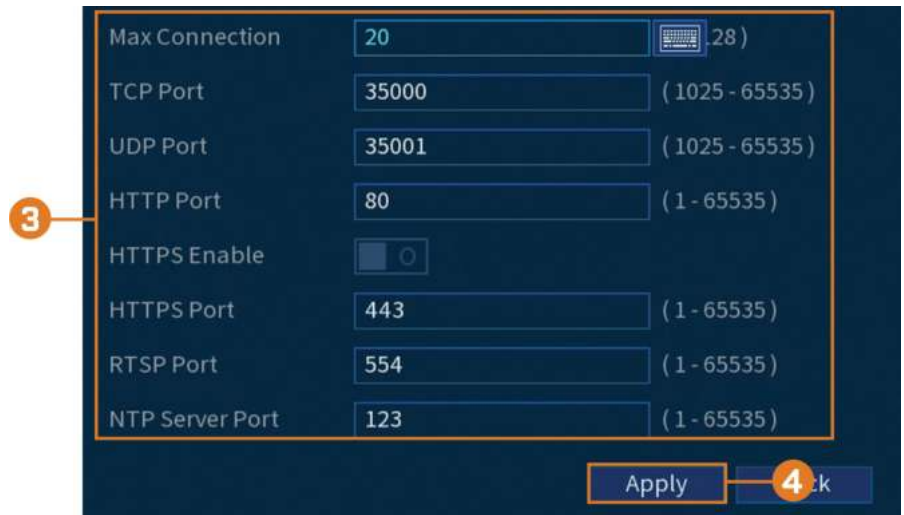 Max Connection 20 28 )
TCP Port 35000 ( 1025 - 65535 )
UDP Port 35001 ( 1025 - 65535 )
3
HTTP Port 80 ( 1 - 65535 )
HTTPS Enable
HTTPS Port 443 ( 1 - 65535 )
RTSP Port 554 ( 1 - 65535 )
NTP Server Port 123 ( 1 - 65535 )
Apply 4 k